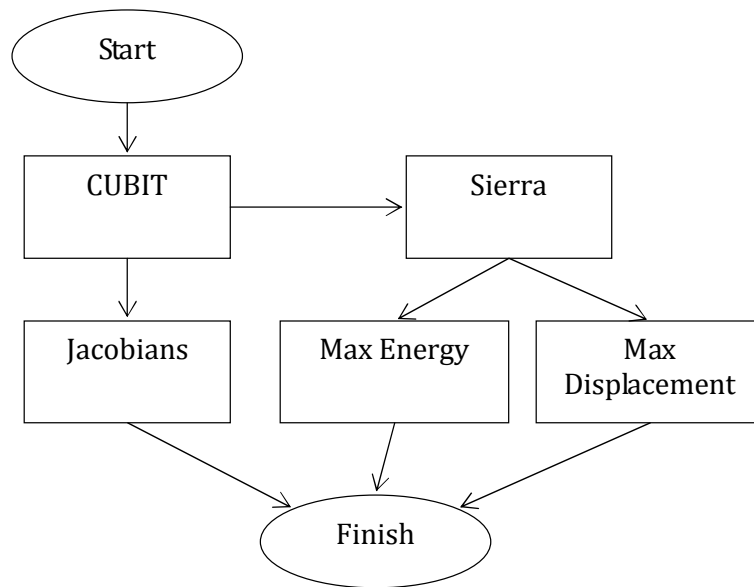 Start
CUBIT
Sierra
Jacobians
Max Energy
Max
Displacement
Finish